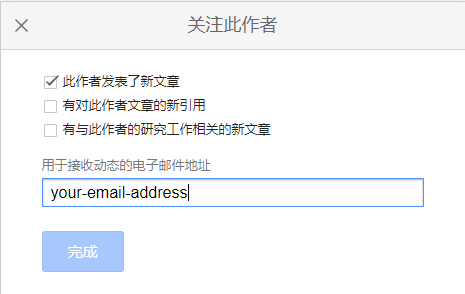 关注此作者
此作者发表了新文章
有对此作者文章的新引用
有与此作者的研究工作相关的新文章
用于接收动态的电子邮件地址
your-email-address
完成